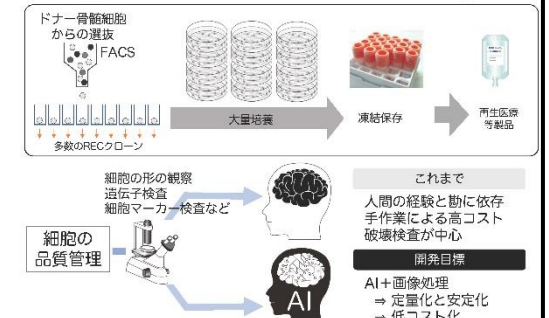 ドナー骨髄細胞
からの選抜
FACS
多数のRECクローン
大量培養
凍結保存
再生医療
等製品
細胞の形の観察
遺伝子検査
細胞マーカー検査など
細胞の
品質管理
AI
これまで
人間の経験と勘に依存
手作業による高コスト
破壊検査が中心
開発目標
AI+画像処理
⇒ 定量化と安定化
⇒ 低コスト化